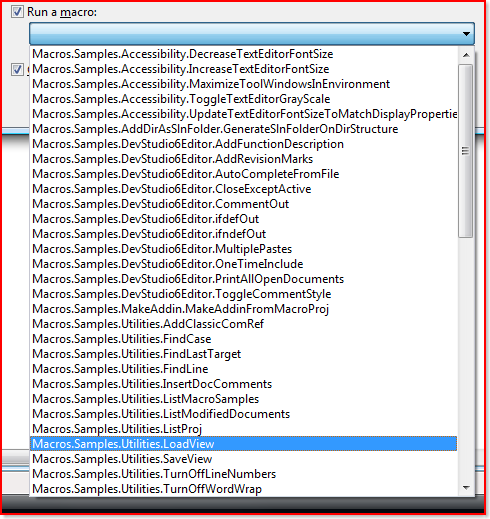 Run a macro:
Macros.Samples.Accessibility.DecreaseTextEditorFontSize
Macros.Samples.Accessibility.IncreaseTextEditorFontSize
Macros.Samples.Accessibility.MaximizeToolWindowsInEnvironment
Macros.Samples.Accessibility.ToggleTextEditorGrayScale
Macros.Samples.Accessibility.UpdateTextEditorFontSizeToMatchDisplayPropertie
Macros.Samples.AddDirAsSlnFolder.GenerateSlnFolderOnDirStructure
Macros.Samples.DevStudio6Editor.AddFunctionDescription
Macros.Samples.DevStudio6Editor.AddRevisionMarks
Macros.Samples.DevStudio6Editor.AutoCompleteFromFile
Macros.Samples.DevStudio6Editor.CloseExceptActive
Macros.Samples.DevStudio6Editor.CommentOut
Macros.Samples.DevStudio6Editor.ifdefOut
Macros.Samples.DevStudio6Editor.ifndefOut
Macros.Samples.DevStudio6Editor.MultiplePastes
Macros.Samples.DevStudio6Editor.OneTimeInclude
Macros.Samples.DevStudio6Editor.PrintAllOpenDocuments
Macros.Samples.DevStudio6Editor.ToggleCommentStyle
Macros.Samples.MakeAddin.MakeAddinFromMacroProj
Macros.Samples.Utilities.AddClassicComRef
Macros.Samples.Utilities.FindCase
Macros.Samples.Utilities.FindLastTarget
Macros.Samples.Utilities.FindLine
Macros.Samples.Utilities.InsertDocComments
Macros.Samples.Utilities.ListMacroSamples
Macros.Samples.Utilities.ListModifiedDocuments
Macros.Samples.Utilities.ListProj
Macros.Samples.Utilities.LoadView
Macros.Samples.Utilities.SaveView
Macros.Samples.Utilities.TurnOffLineNumbers
Macros.Samples.Utilities.TurnOffWordWrap